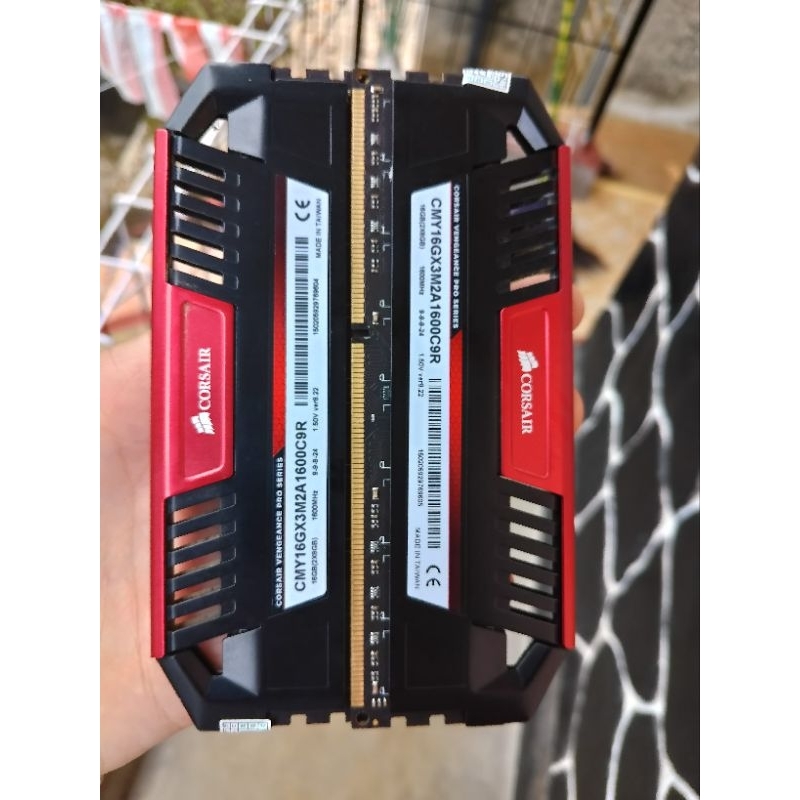 CORSAIR
CORSAIR VENGEANCE PRO SERIES
CMY16GX3M2A1600C9R
16GB(2X8GB) 1600MHz 9-9-9-24 1.50V ver8.22
MADE IN TAIWAN
CE
CORSAIR VENGEANCE PRO SERIES
CMY16GX3M2A1600C9R
16GB(2X8GB) 1600MHz 9-9-9-24 1.50V ver8.22
MADE IN TAIWAN
CE
CORSAIR